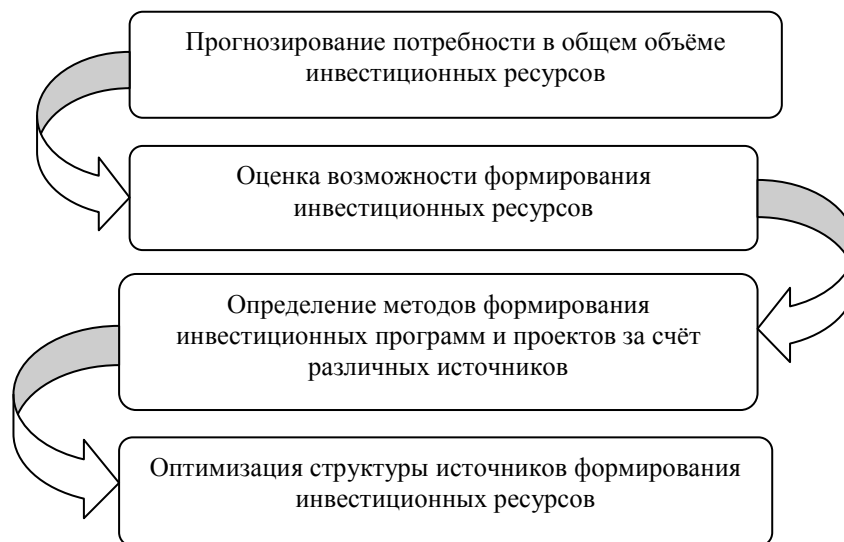 Прогнозирование потребности в общем объёме
инвестиционных ресурсов
Оценка возможности формирования
инвестиционных ресурсов
Определение методов формирования
инвестиционных программ и проектов за счёт
различных источников
Оптимизация структуры источников формирования
инвестиционных ресурсов